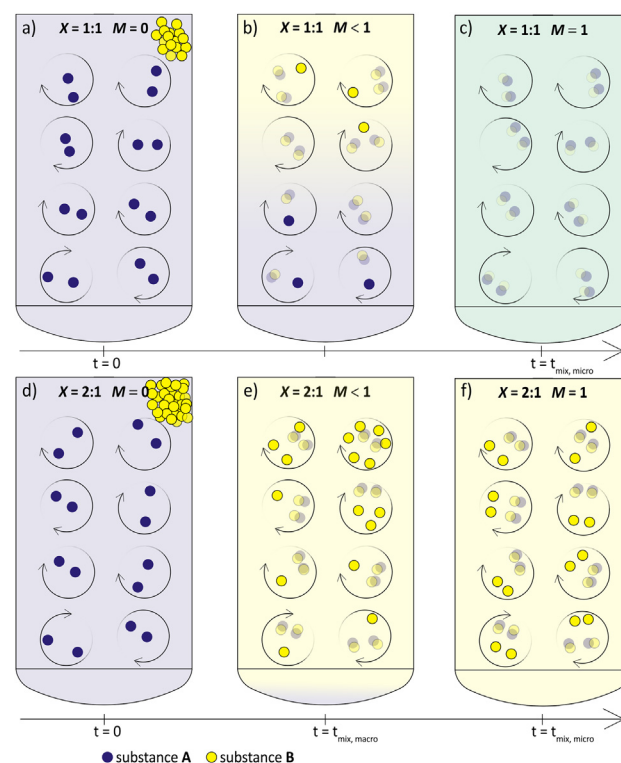 a) X = 1:1 M = 0
b) X = 1:1 M < 1
c) X = 1:1 M = 1
t = 0
t = t_mix, micro
d) X = 2:1 M = 0
e) X = 2:1 M < 1
f) X = 2:1 M = 1
t = 0
t = t_mix, macro
t = t_mix, micro
substance A substance B